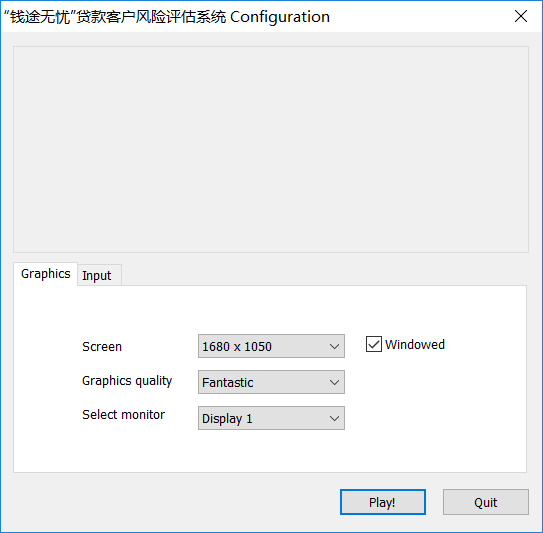 “钱途无忧”贷款客户风险评估系统 Configuration
Graphics
Input
Screen
1680 x 1050
Windowed
Graphics quality
Fantastic
Select monitor
Display 1
Play!
Quit